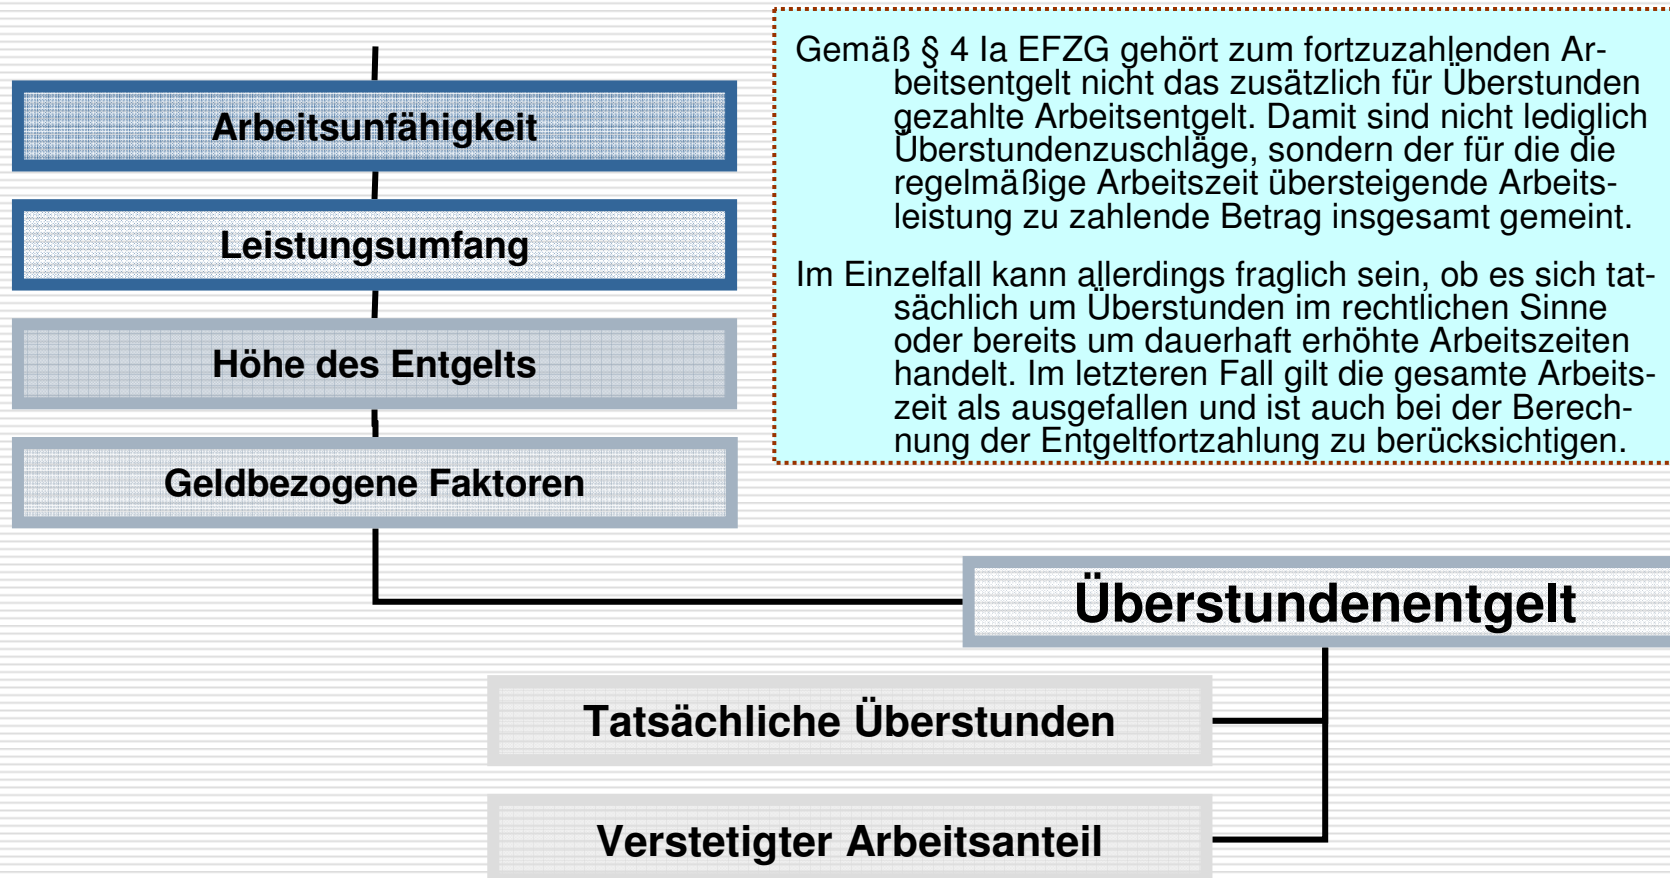 Arbeitsunfähigkeit
Leistungsumfang
Höhe des Entgelts
Geldbezogene Faktoren
Gemäß § 4 Ia EFZG gehört zum fortzuzahlenden Ar-
beitsentgelt nicht das zusätzlich für Überstunden
gezahlte Arbeitsentgelt. Damit sind nicht lediglich
Überstundenzuschläge, sondern der für die die
regelmäßige Arbeitszeit übersteigende Arbeits-
leistung zu zahlende Betrag insgesamt gemeint.
Im Einzelfall kann allerdings fraglich sein, ob es sich tat-
sächlich um Überstunden im rechtlichen Sinne
oder bereits um dauerhaft erhöhte Arbeitszeiten
handelt. Im letzteren Fall gilt die gesamte Arbeits-
zeit als ausgefallen und ist auch bei der Berech-
nung der Entgeltfortzahlung zu berücksichtigen.
Überstundenentgelt
Tatsächliche Überstunden
Verstetigter Arbeitsanteil